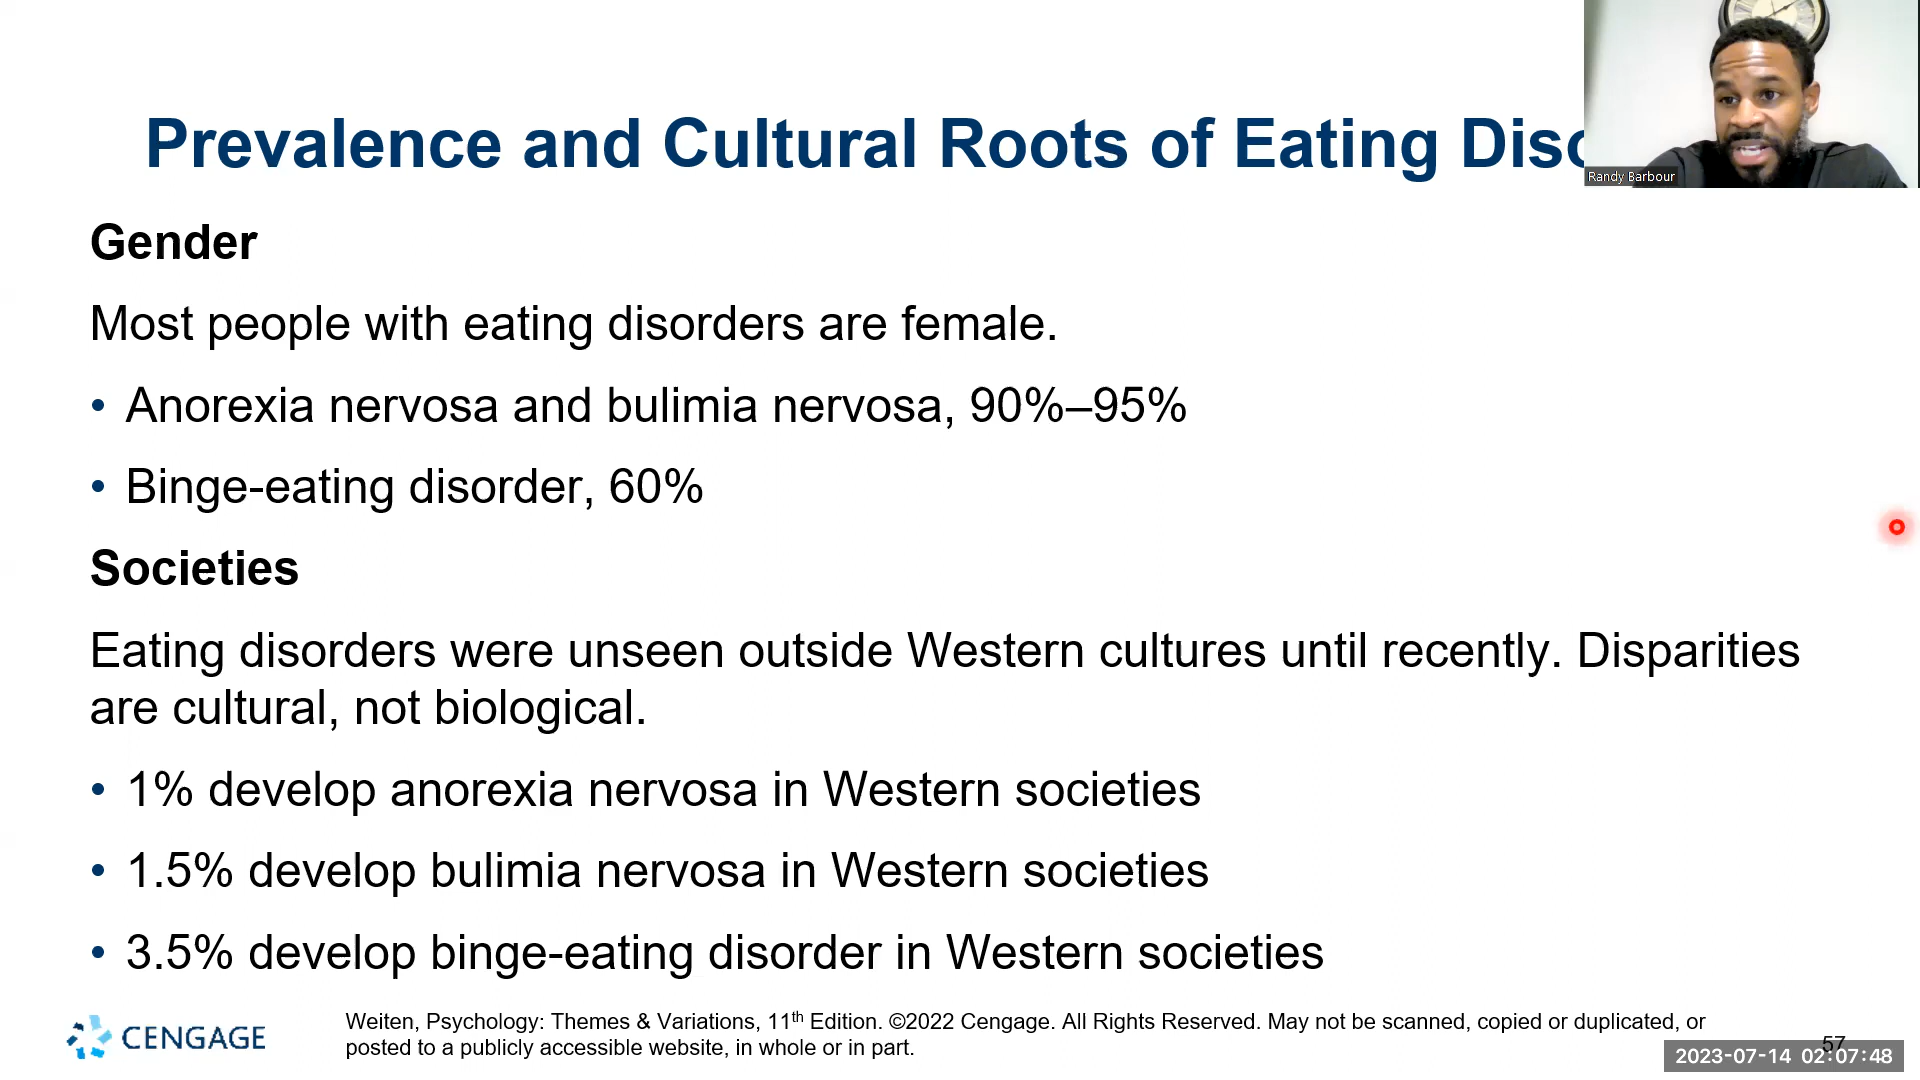 Prevalence and Cultural Roots of Eating Diso
Randy Barbour
Gender
Most people with eating disorders are female.
• Anorexia nervosa and bulimia nervosa, 90%–95%
• Binge-eating disorder, 60%
Societies
Eating disorders were unseen outside Western cultures until recently. Disparities
are cultural, not biological.
• 1% develop anorexia nervosa in Western societies
• 1.5% develop bulimia nervosa in Western societies
• 3.5% develop binge-eating disorder in Western societies
CENGAGE
Weiten, Psychology: Themes & Variations, 11th Edition. ©2022 Cengage. All Rights Reserved. May not be scanned, copied or duplicated, or
posted to a publicly accessible website, in whole or in part.
57
2023-07-14 02:07:48